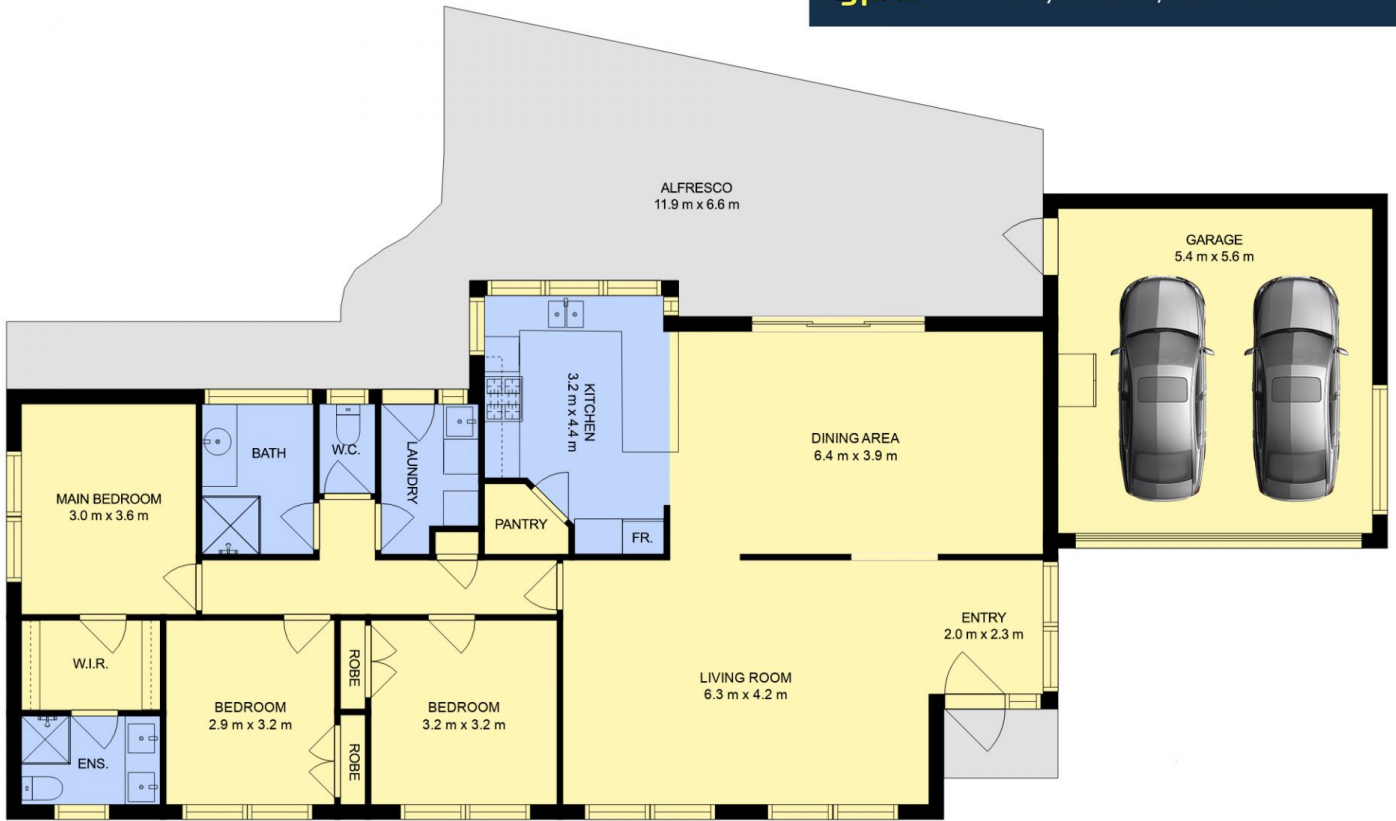 ALFRESCO
11.9 m x 6.6 m
GARAGE
5.4 m x 5.6 m
KITCHEN
3.2 m x 4.4 m
DINING AREA
6.4 m x 3.9 m
BATH
W.C.
LAUNDRY
MAIN BEDROOM
3.0 m x 3.6 m
PANTRY
FR.
ENTRY
2.0 m x 2.3 m
W.I.R.
ROBE
LIVING ROOM
6.3 m x 4.2 m
BEDROOM
2.9 m x 3.2 m
BEDROOM
3.2 m x 3.2 m
ROBE
ENS.